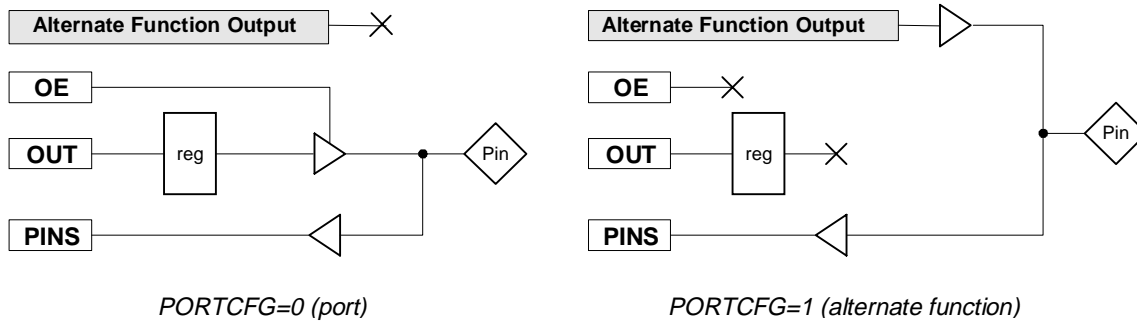 Alternate Function Output
OE
OUT
reg
Pin
PINS
PORTCFG=0 (port)
Alternate Function Output
OE
OUT
reg
Pin
PINS
PORTCFG=1 (alternate function)